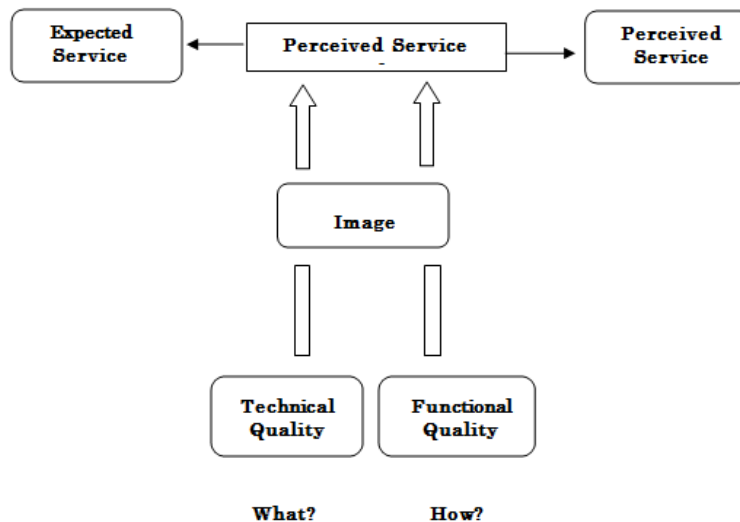 Expected
Service
Perceived Service
-
Perceived
Service
Image
Technical
Quality
Functional
Quality
What?
How?